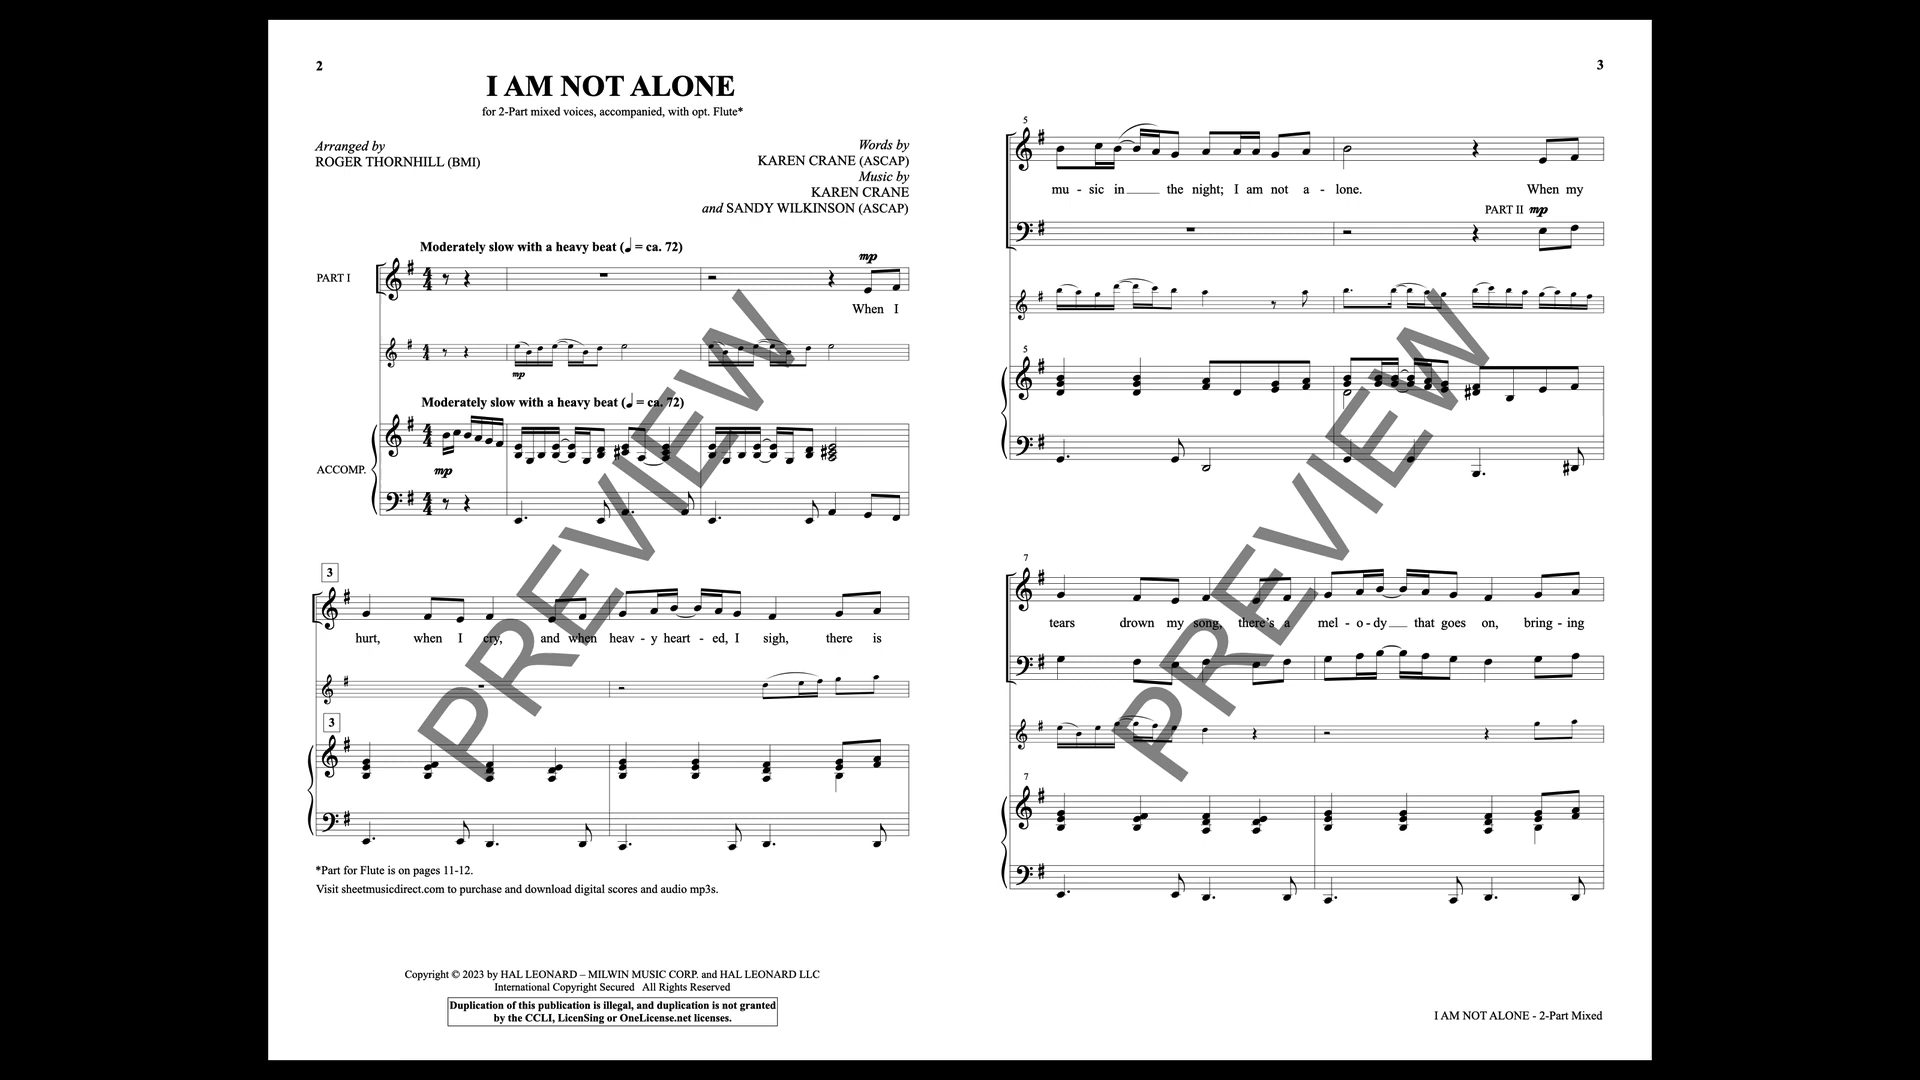 2
I AM NOT ALONE
for 2-Part mixed voices, accompanied, with opt. Flute*
Arranged by
ROGER THORNHILL (BMI)
Words by
KAREN CRANE (ASCAP)
Music by
KAREN CRANE
and SANDY WILKINSON (ASCAP)
Moderately slow with a heavy beat (♩ = ca. 72)
mp
PART I
When I
mp
Moderately slow with a heavy beat (♩ = ca. 72)
mp
ACCOMP.
3
hurt, when I cry, and when heav - y heart - ed, I sigh, there is
3
*Part for Flute is on pages 11-12.
Visit sheetmusicdirect.com to purchase and download digital scores and audio mp3s.
Copyright © 2023 by HAL LEONARD – MILWIN MUSIC CORP. and HAL LEONARD LLC
International Copyright Secured All Rights Reserved
Duplication of this publication is illegal, and duplication is not granted
by the CCLI, LicenSing or OneLicense.net licenses.
PREVIEW
3
5
mu - sic in the night; I am not a - lone. When my
PART II mp
5
7
tears drown my song, there's a mel - o - dy that goes on, bring - ing
7
I AM NOT ALONE - 2-Part Mixed
PREVIEW